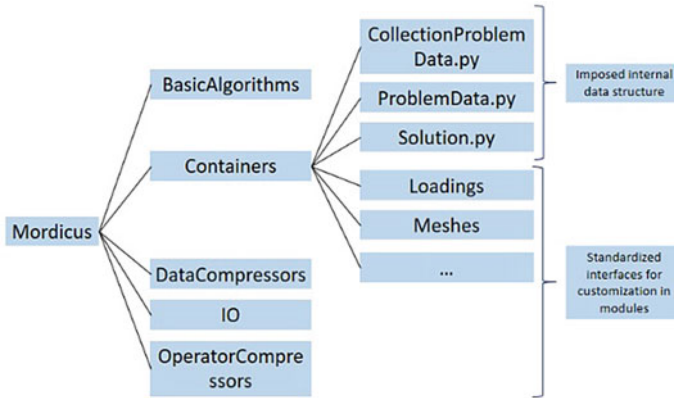 Mordicus
BasicAlgorithms
Containers
DataCompressors
IO
OperatorCompre
ssors
CollectionProblem
Data.py
ProblemData.py
Solution.py
Loadings
Meshes
...
Imposed internal
data structure
Standardized
interfaces for
customization in
modules